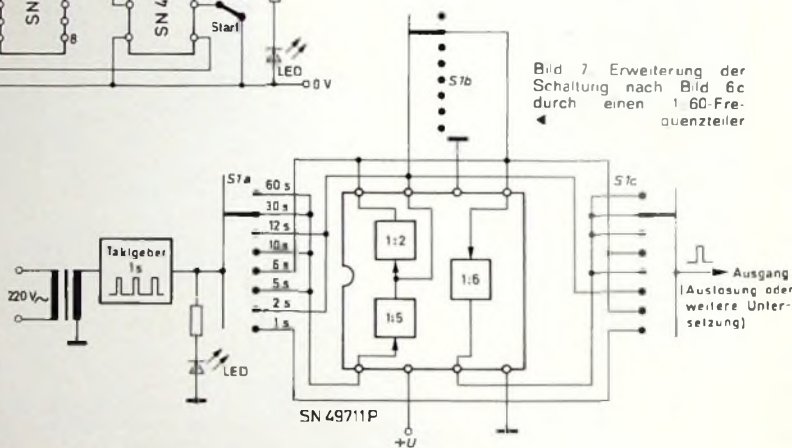 SN
8
SN 4
Start
LED
0 V
S1b
Bild 7. Erweiterung der
Schaltung nach Bild 6c
durch einen 1:60-Fre-
quenzteiler
S1a
60 s
30 s
12 s
10 s
6 s
5 s
2 s
1 s
S1c
Taktgeber
1s
220 V~
LED
1:2
1:5
1:6
Ausgang
(Auslösung oder
weitere Unter-
setzung)
SN 49711P
+U